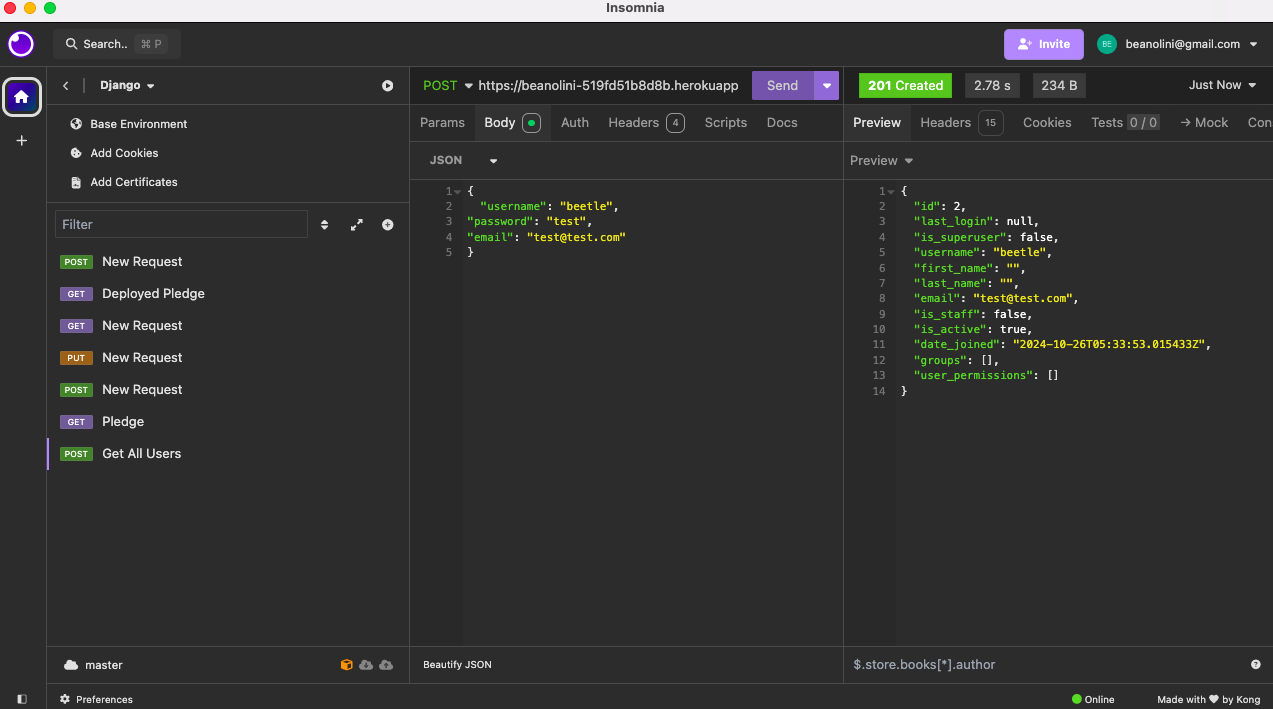 Insomnia
Search.. ⌘ P
Invite
BE
beanolini@gmail.com
Django
Base Environment
Add Cookies
Add Certificates
Filter
POST New Request
GET Deployed Pledge
GET New Request
PUT New Request
POST New Request
GET Pledge
POST Get All Users
master
Preferences
POST https://beanolini-519fd51b8d8b.herokuapp Send
Params Body Auth Headers 4 Scripts Docs
JSON
1 {
2 "username": "beetle",
3 "password": "test",
4 "email": "test@test.com"
5 }
Beautify JSON
201 Created 2.78 s 234 B Just Now
Preview Headers 15 Cookies Tests 0 / 0 → Mock Con
Preview
1 {
2 "id": 2,
3 "last_login": null,
4 "is_superuser": false,
5 "username": "beetle",
6 "first_name": "",
7 "last_name": "",
8 "email": "test@test.com",
9 "is_staff": false,
10 "is_active": true,
11 "date_joined": "2024-10-26T05:33:53.015433Z",
12 "groups": [],
13 "user_permissions": []
14 }
$.store.books[*].author
Online
Made with ♥ by Kong